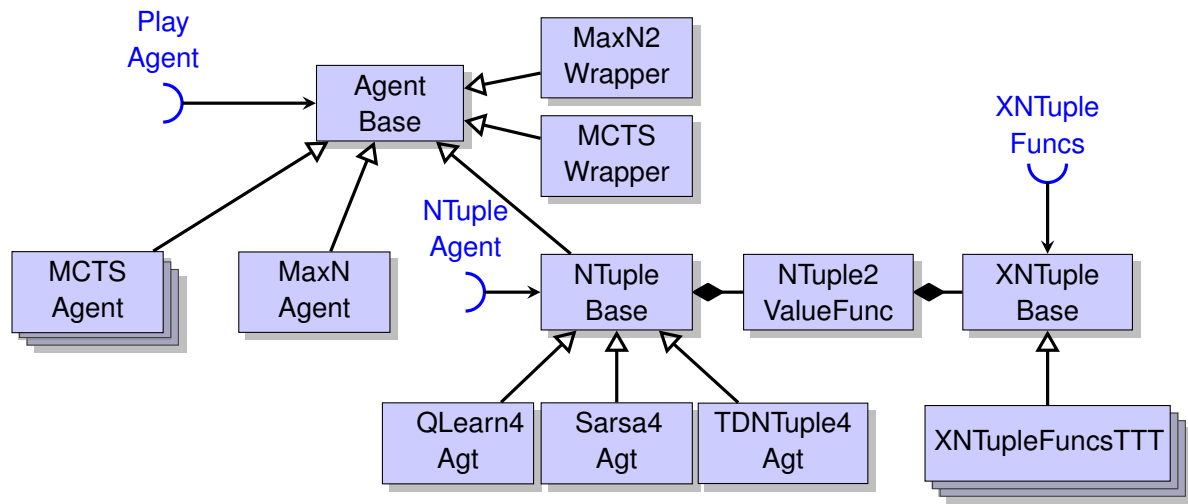 Play
Agent
Agent
Base
MaxN2
Wrapper
MCTS
Wrapper
XNTuple
Funcs
NTuple
Agent
MCTS
Agent
MaxN
Agent
NTuple
Base
NTuple2
ValueFunc
XNTuple
Base
QLearn4
Agt
Sarsa4
Agt
TDNTuple4
Agt
XNTupleFuncsTTT